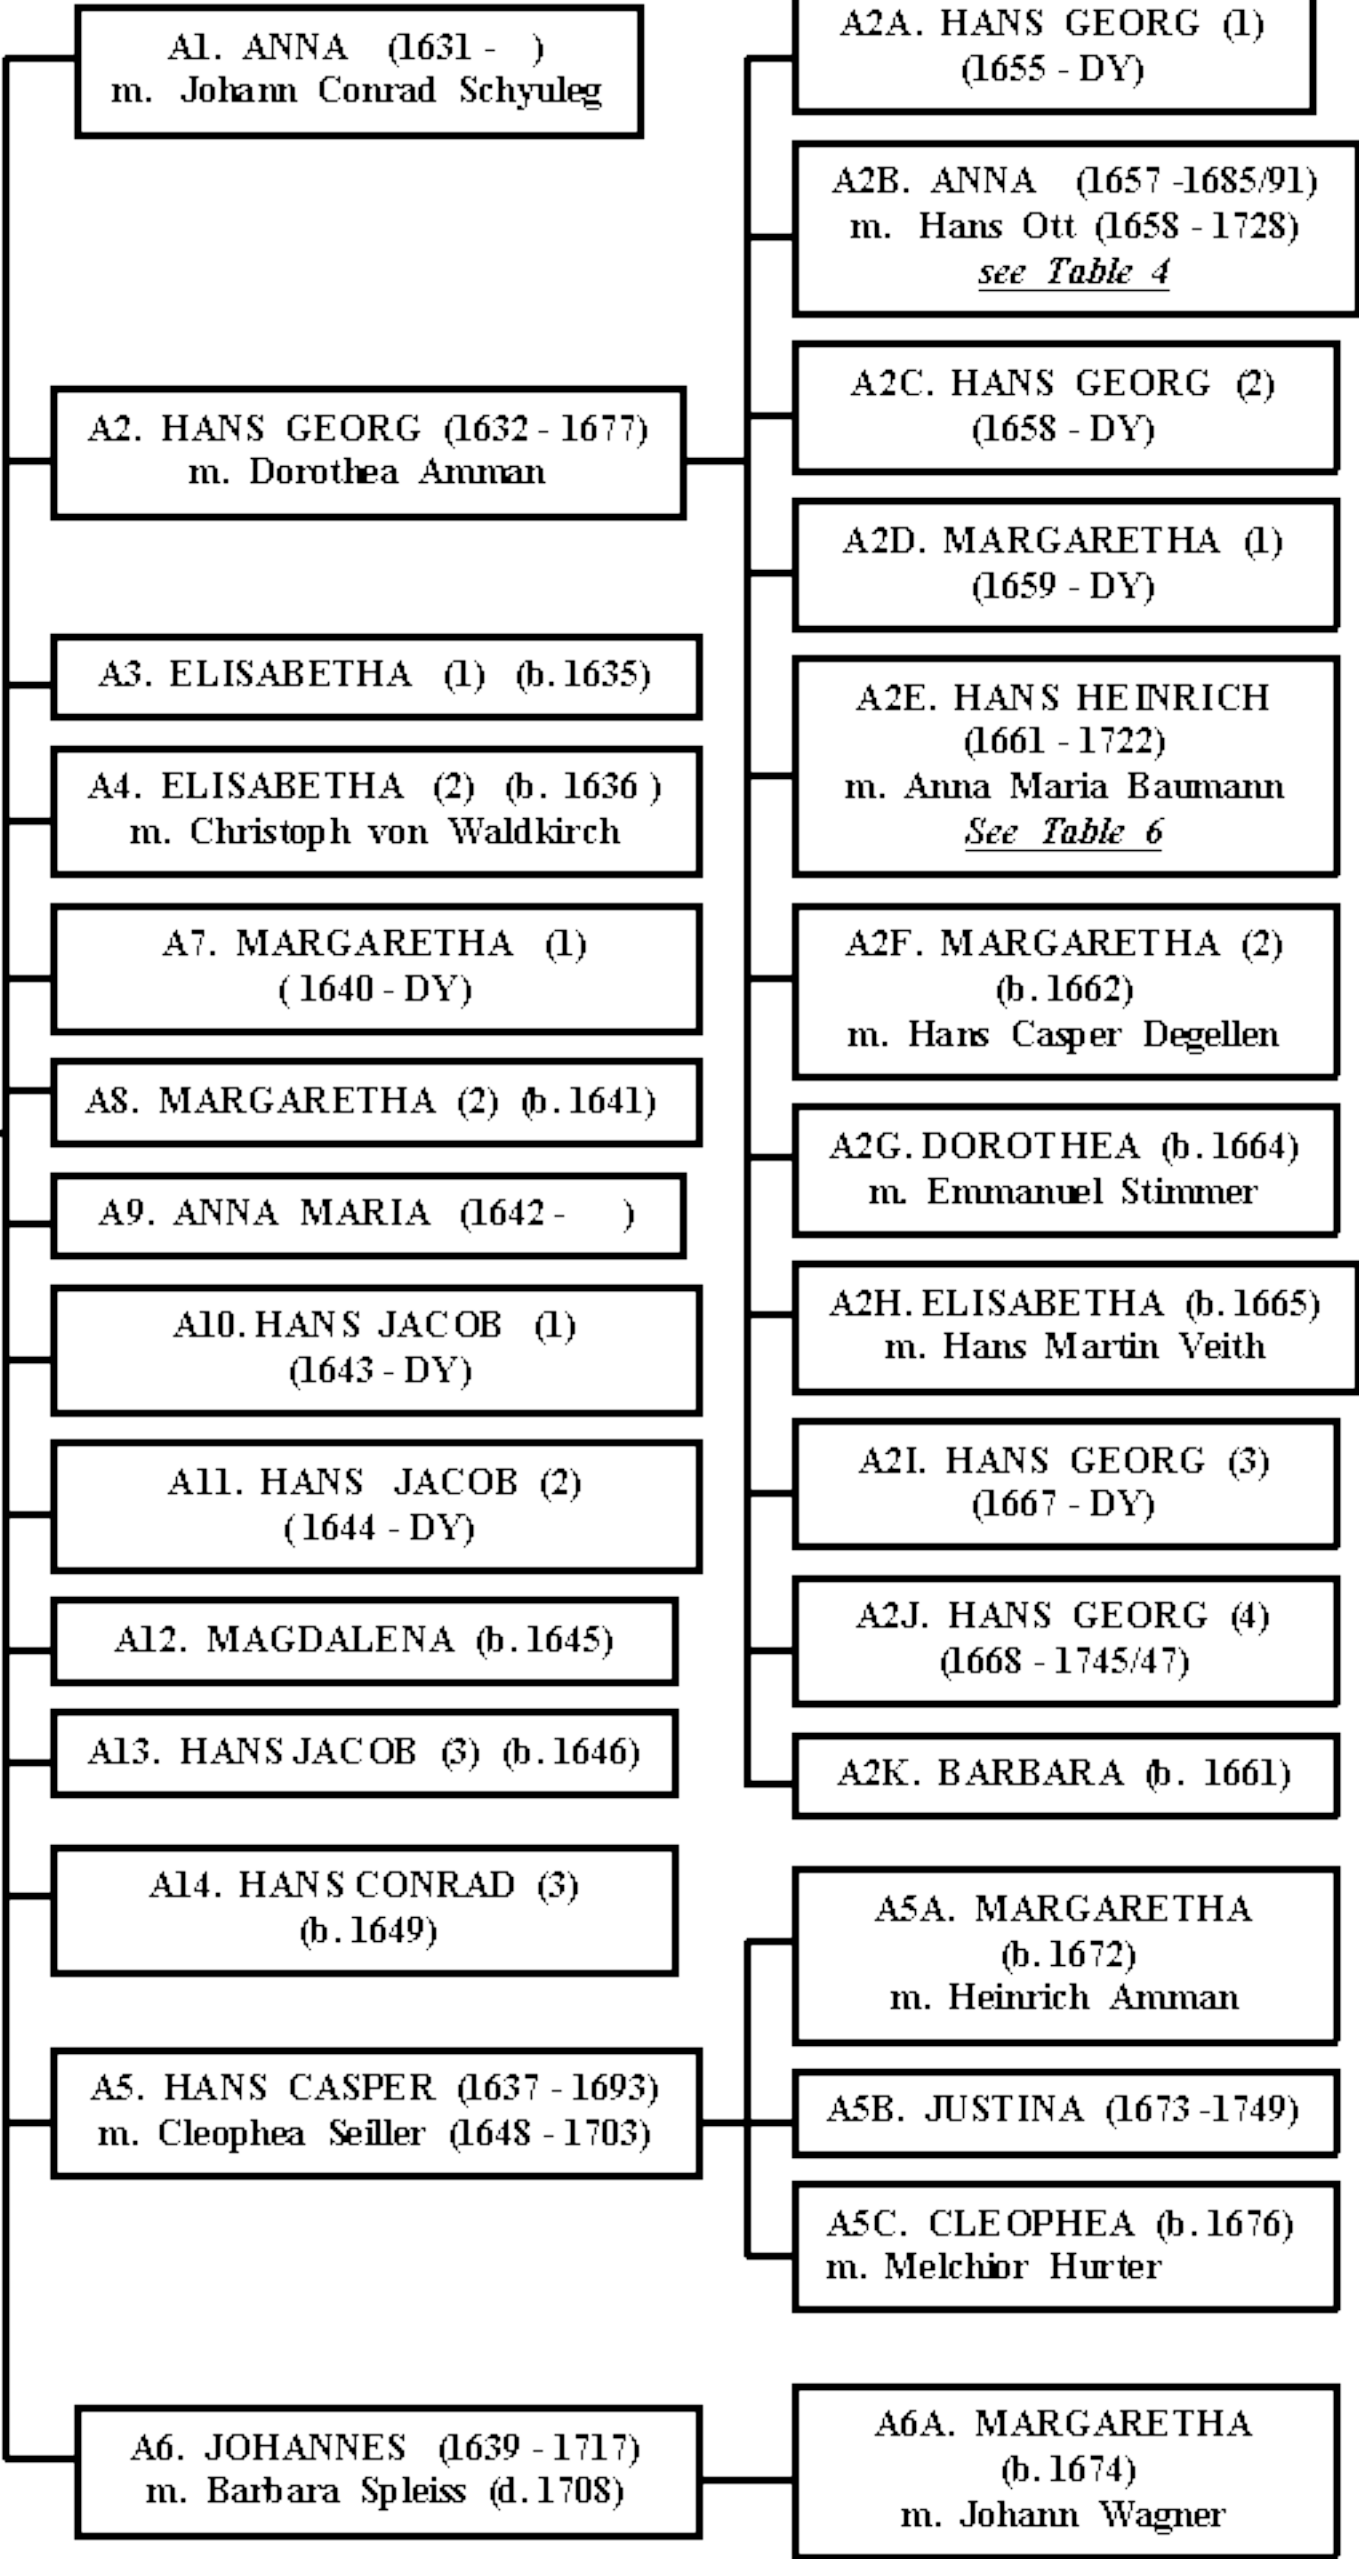 A1. ANNA (1631 - )
m. Johann Conrad Schyuleg
A2. HANS GEORG (1632 - 1677)
m. Dorothea Amman
A3. ELISABETHA (1) (b. 1635)
A4. ELISABETHA (2) (b. 1636 )
m. Christoph von Waldkirch
A7. MARGARETHA (1)
( 1640 - DY)
A8. MARGARETHA (2) (b. 1641)
A9. ANNA MARIA (1642 - )
A10. HANS JACOB (1)
(1643 - DY)
A11. HANS JACOB (2)
( 1644 - DY)
A12. MAGDALENA (b. 1645)
A13. HANS JACOB (3) (b. 1646)
A14. HANS CONRAD (3)
(b. 1649)
A5. HANS CASPER (1637 - 1693)
m. Cleophea Seiller (1648 - 1703)
A6. JOHANNES (1639 - 1717)
m. Barbara Spleiss (d. 1708)
A2A. HANS GEORG (1)
(1655 - DY)
A2B. ANNA (1657 -1685/91)
m. Hans Ott (1658 - 1728)
see Table 4
A2C. HANS GEORG (2)
(1658 - DY)
A2D. MARGARETHA (1)
(1659 - DY)
A2E. HANS HEINRICH
(1661 - 1722)
m. Anna Maria Baumann
See Table 6
A2F. MARGARETHA (2)
(b. 1662)
m. Hans Casper Degellen
A2G. DOROTHEA (b. 1664)
m. Emmanuel Stimmer
A2H. ELISABETHA (b. 1665)
m. Hans Martin Veith
A2I. HANS GEORG (3)
(1667 - DY)
A2J. HANS GEORG (4)
(1668 - 1745/47)
A2K. BARBARA (b. 1661)
A5A. MARGARETHA
(b. 1672)
m. Heinrich Amman
A5B. JUSTINA (1673 -1749)
A5C. CLEOPHEA (b. 1676)
m. Melchior Hurter
A6A. MARGARETHA
(b. 1674)
m. Johann Wagner